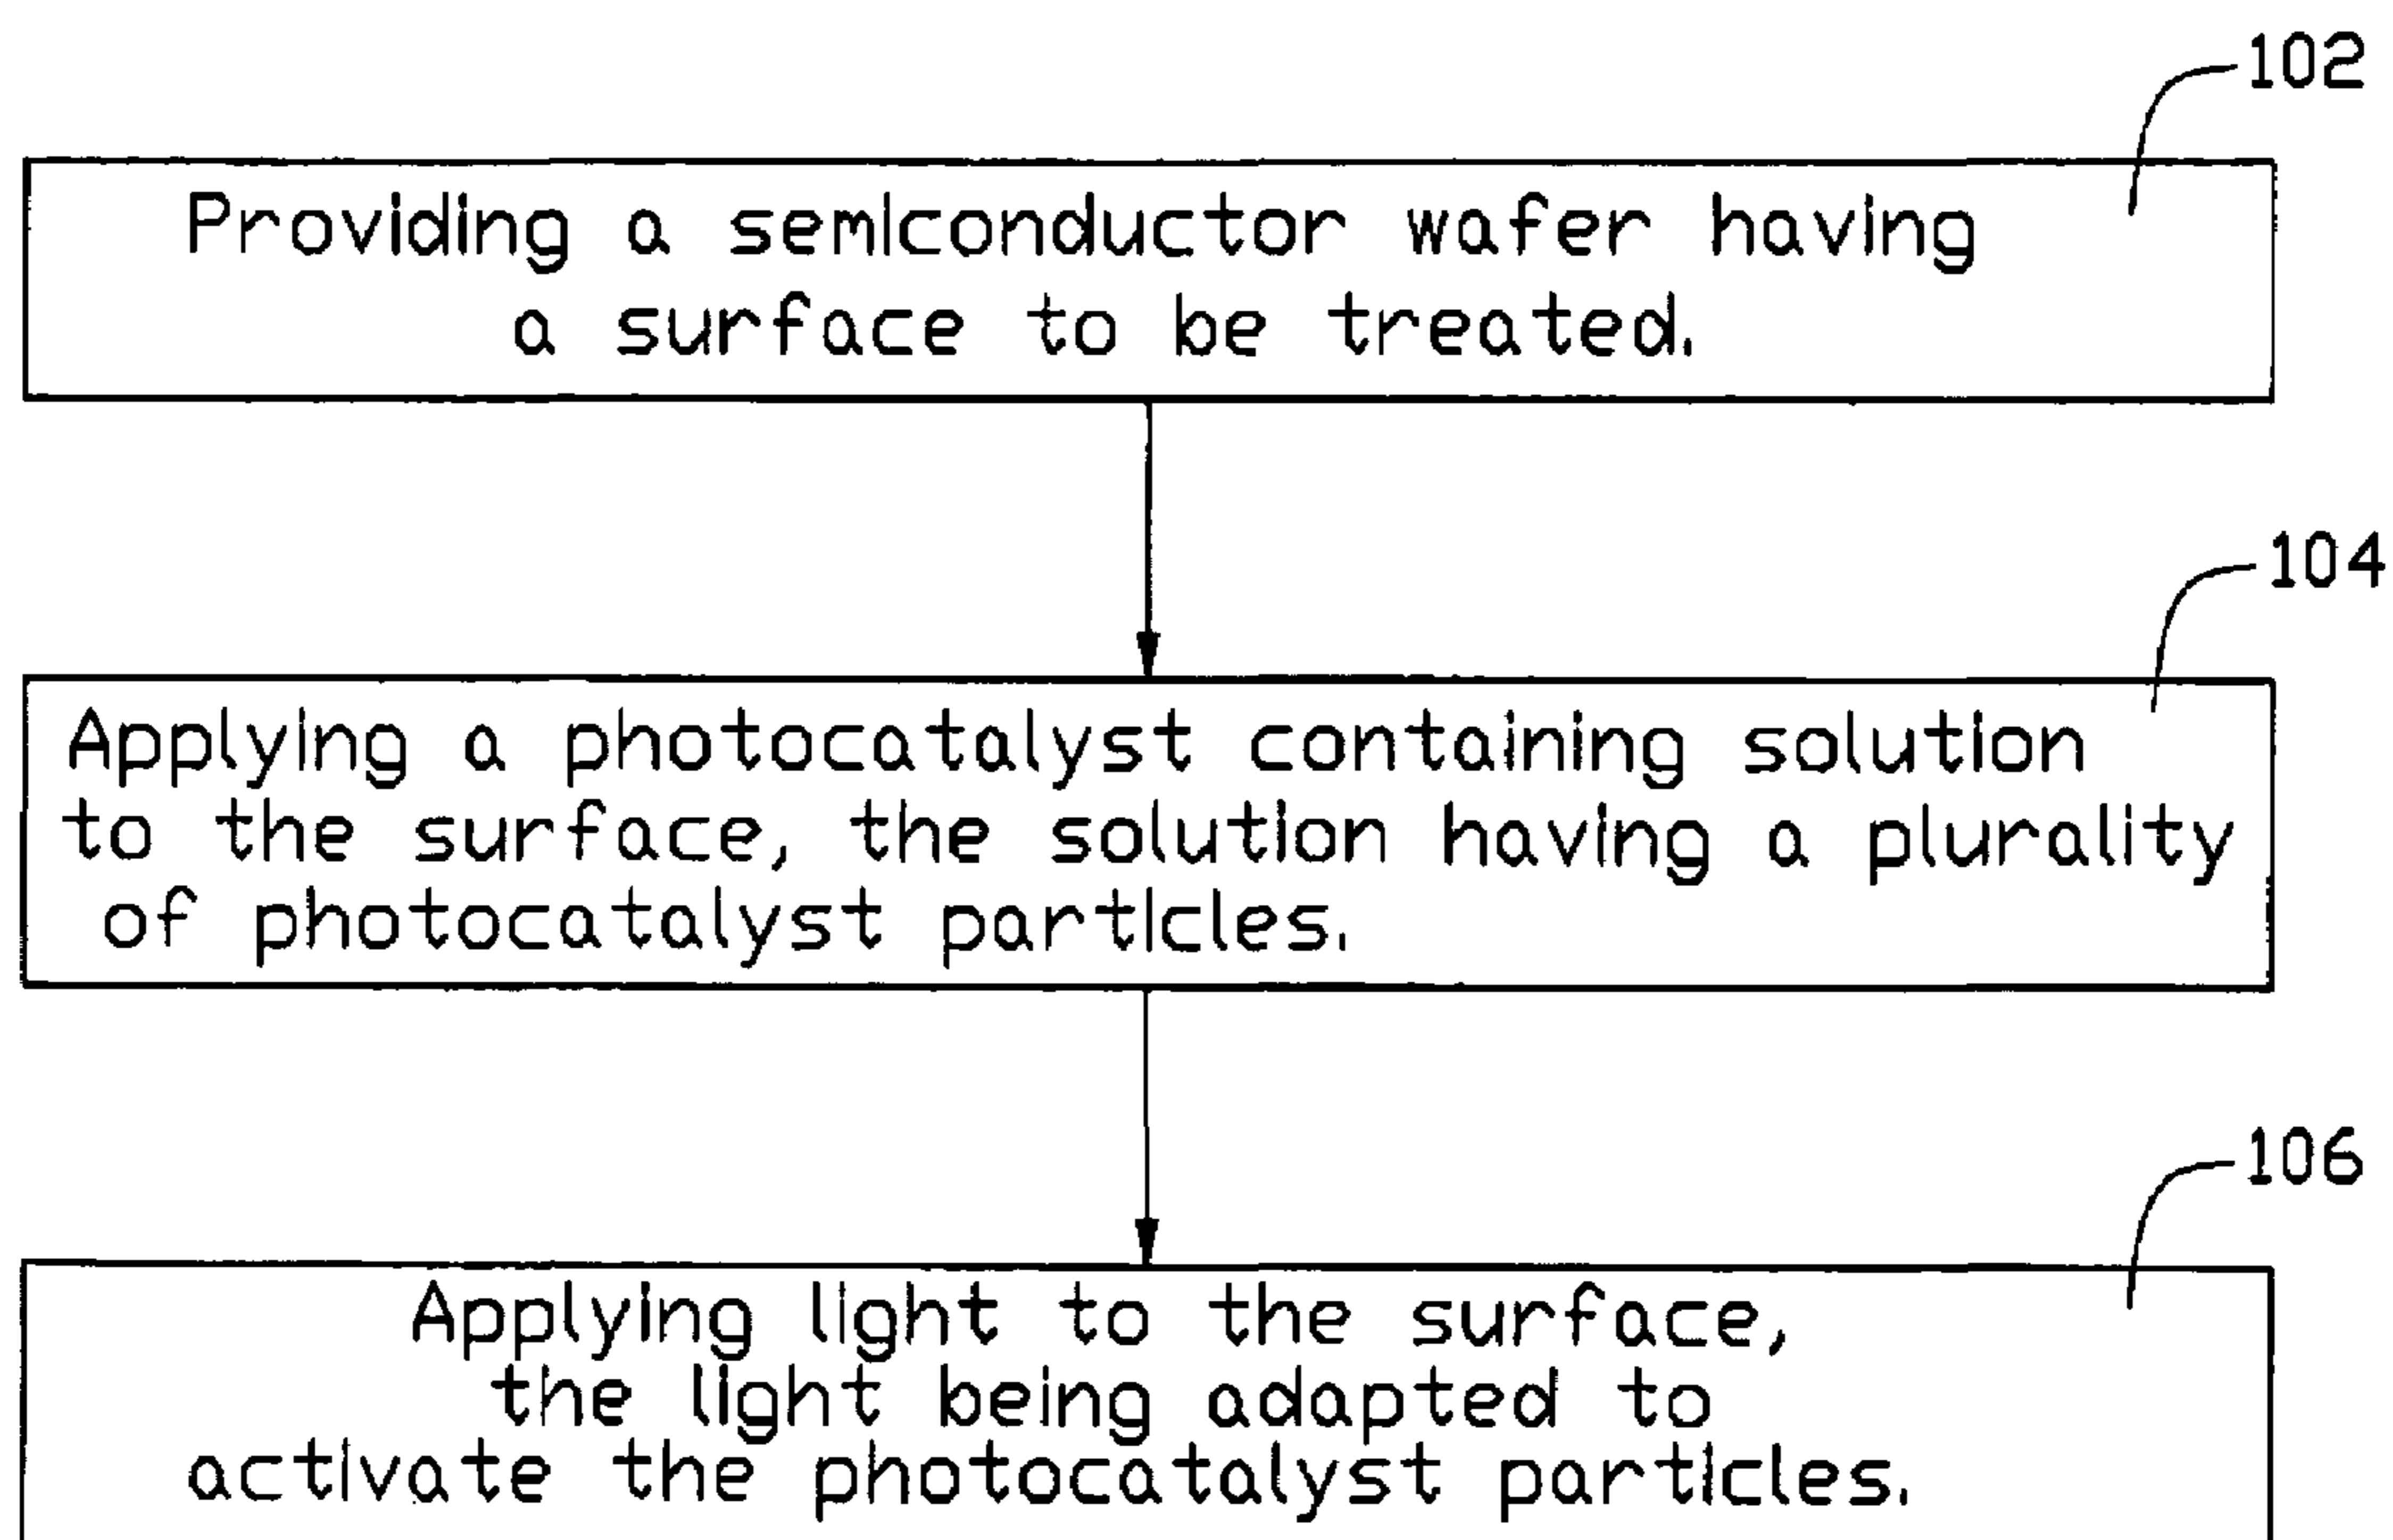 102
Providing a semiconductor wafer having
a surface to be treated.
104
Applying a photocatalyst containing solution
to the surface, the solution having a plurality
of photocatalyst particles.
106
Applying light to the surface,
the light being adapted to
activate the photocatalyst particles.